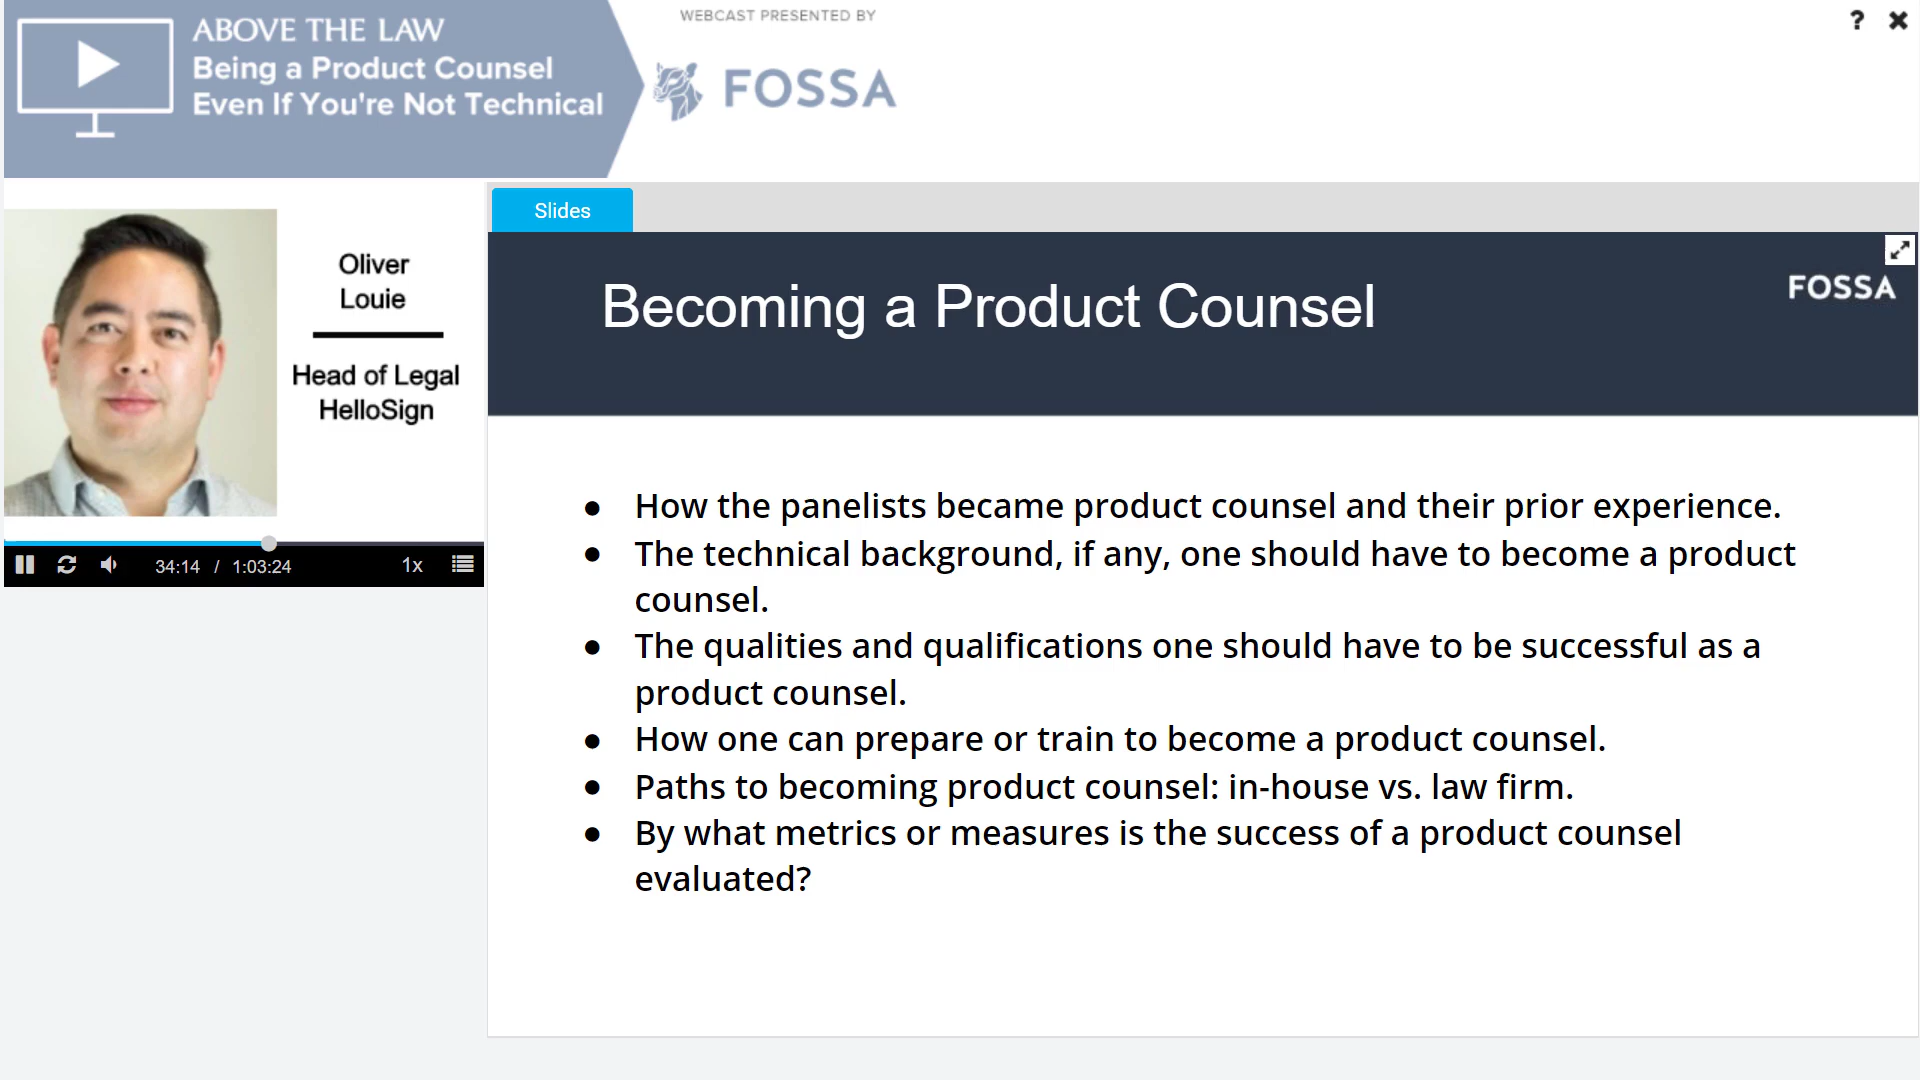 ABOVE THE LAW
Being a Product Counsel
Even If You're Not Technical
WEBCAST PRESENTED BY
FOSSA
?
Oliver
Louie
Head of Legal
HelloSign
34:14 / 1:03:24
1x
Slides
Becoming a Product Counsel
FOSSA
● How the panelists became product counsel and their prior experience.
● The technical background, if any, one should have to become a product
counsel.
● The qualities and qualifications one should have to be successful as a
product counsel.
● How one can prepare or train to become a product counsel.
● Paths to becoming product counsel: in-house vs. law firm.
● By what metrics or measures is the success of a product counsel
evaluated?